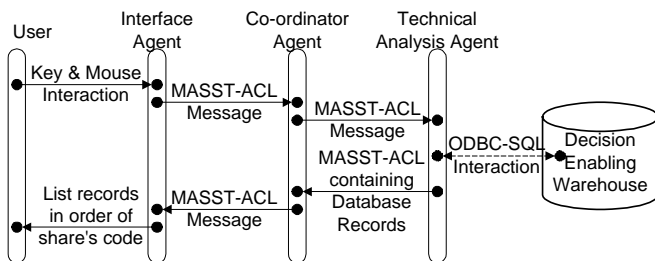 User
Interface
Agent
Co-ordinator
Agent
Technical
Analysis Agent
Key & Mouse
Interaction
MASST-ACL
Message
MASST-ACL
Message
ODBC-SQL
Interaction
Decision
Enabling
Warehouse
MASST-ACL
containing
Database
Records
MASST-ACL
Message
List records
in order of
share's code